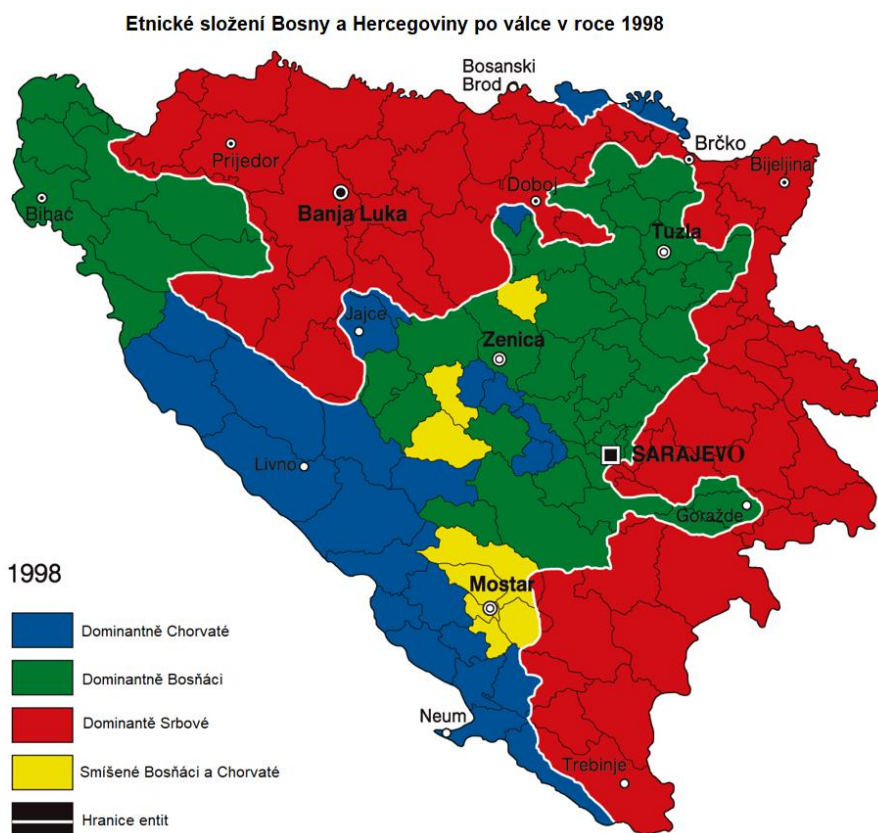 Etnické složení Bosny a Hercegoviny po válce v roce 1998
Bosanski
Brod
Prijedor
Brčko
Bijeljina
Bihać
Banja Luka
Doboj
Tuzla
Jajce
Zenica
Livno
SARAJEVO
Goražde
Mostar
Neum
Trebinje
1998
Dominantně Chorvaté
Dominantně Bosňáci
Dominantě Srbové
Smíšené Bosňáci a Chorvaté
Hranice entit